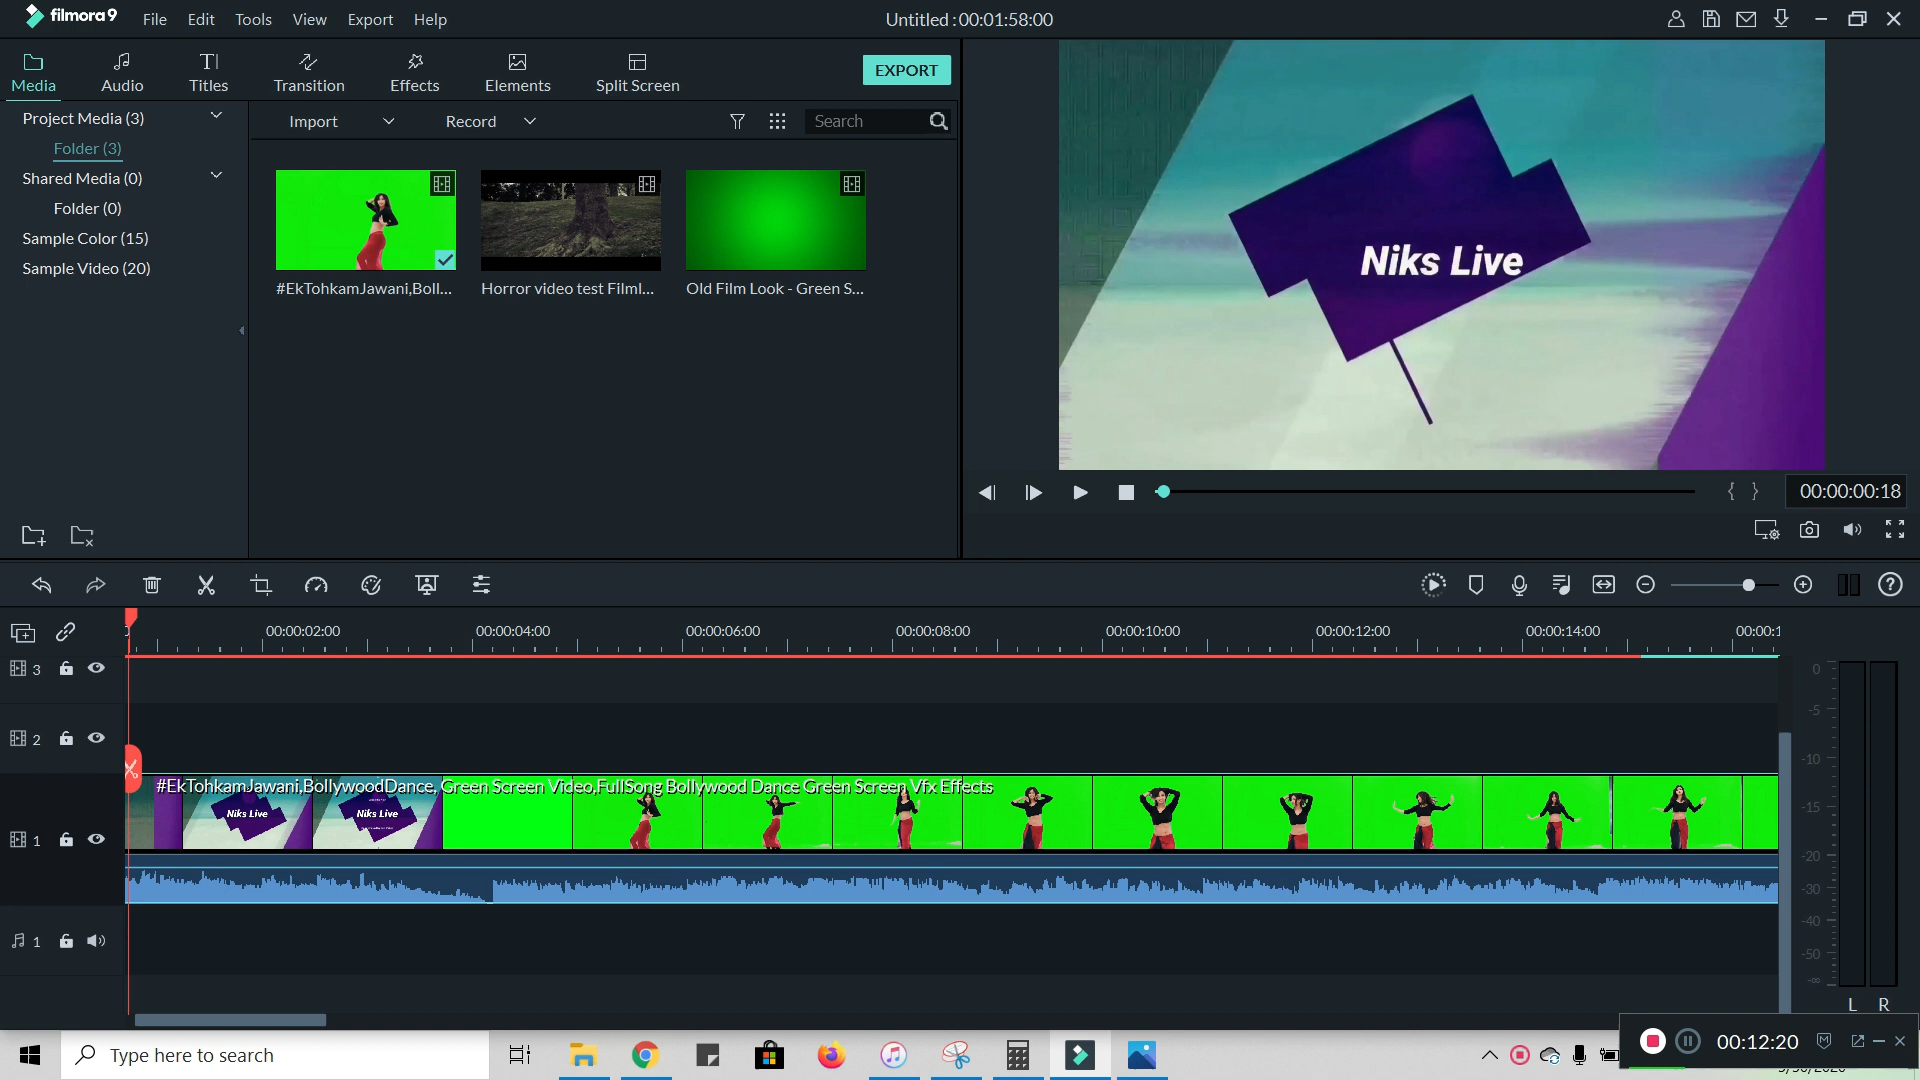 filmora9
File Edit Tools View Export Help
Untitled : 00:01:58:00
Media
Audio
Titles
Transition
Effects
Elements
Split Screen
EXPORT
Project Media (3)
Folder (3)
Shared Media (0)
Folder (0)
Sample Color (15)
Sample Video (20)
Import
Record
Search
#EkTohkamJawani,Boll...
Horror video test Filml...
Old Film Look - Green S...
Niks Live
{ }
00:00:00:18
00:00:02:00
00:00:04:00
00:00:06:00
00:00:08:00
00:00:10:00
00:00:12:00
00:00:14:00
00:00:1
3
2
1
#EkTohkamJawani,BollywoodDance, Green Screen Video,FullSong Bollywood Dance Green Screen Vfx Effects
Niks Live
Niks Live
1
0
-5
-10
-15
-20
-30
-40
-50
-∞
L R
Type here to search
00:12:20